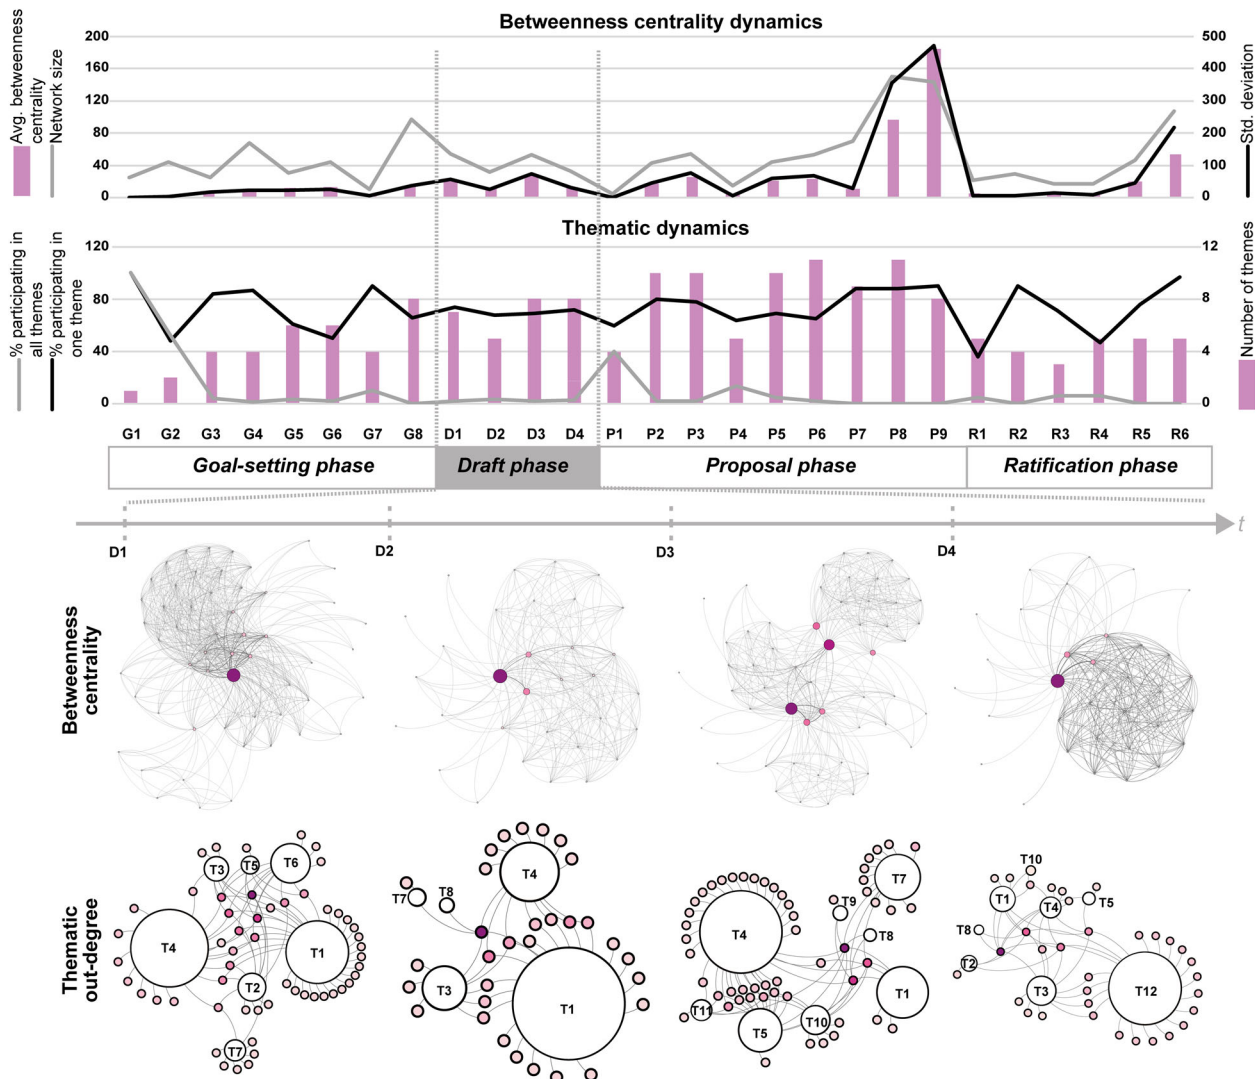 Betweenness centrality dynamics
Avg. betweenness
centrality
Network size
200
160
120
80
40
0
500
400
300
200
100
0
Std. deviation
Thematic dynamics
% participating in
all themes
% participating in
one theme
120
80
40
0
12
8
4
0
Number of themes
G1 G2 G3 G4 G5 G6 G7 G8 D1 D2 D3 D4 P1 P2 P3 P4 P5 P6 P7 P8 P9 R1 R2 R3 R4 R5 R6
Goal-setting phase Draft phase Proposal phase Ratification phase
t
D1 D2 D3 D4
Betweenness
centrality
Thematic
out-degree
T3 T5 T6
T4 T1
T2
T7
T4
T7 T8
T3
T1
T7
T9
T4
T8
T11
T5
T10
T1
T10
T1 T4 T5
T8
T2
T3
T12